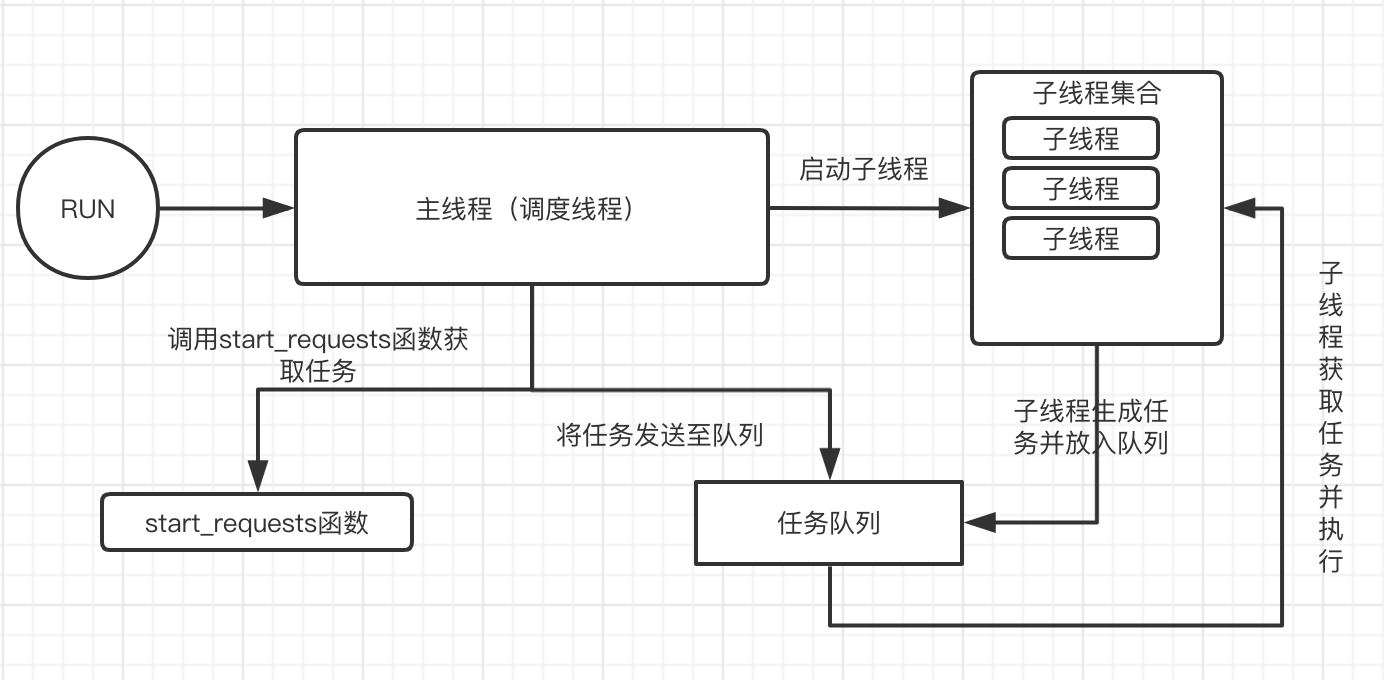 子线程集合
子线程
子线程
子线程
启动子线程
RUN
主线程（调度线程）
调用start_requests函数获
取任务
将任务发送至队列
子线程生成任
务并放入队列
子线程获取任务并执行
start_requests函数
任务队列